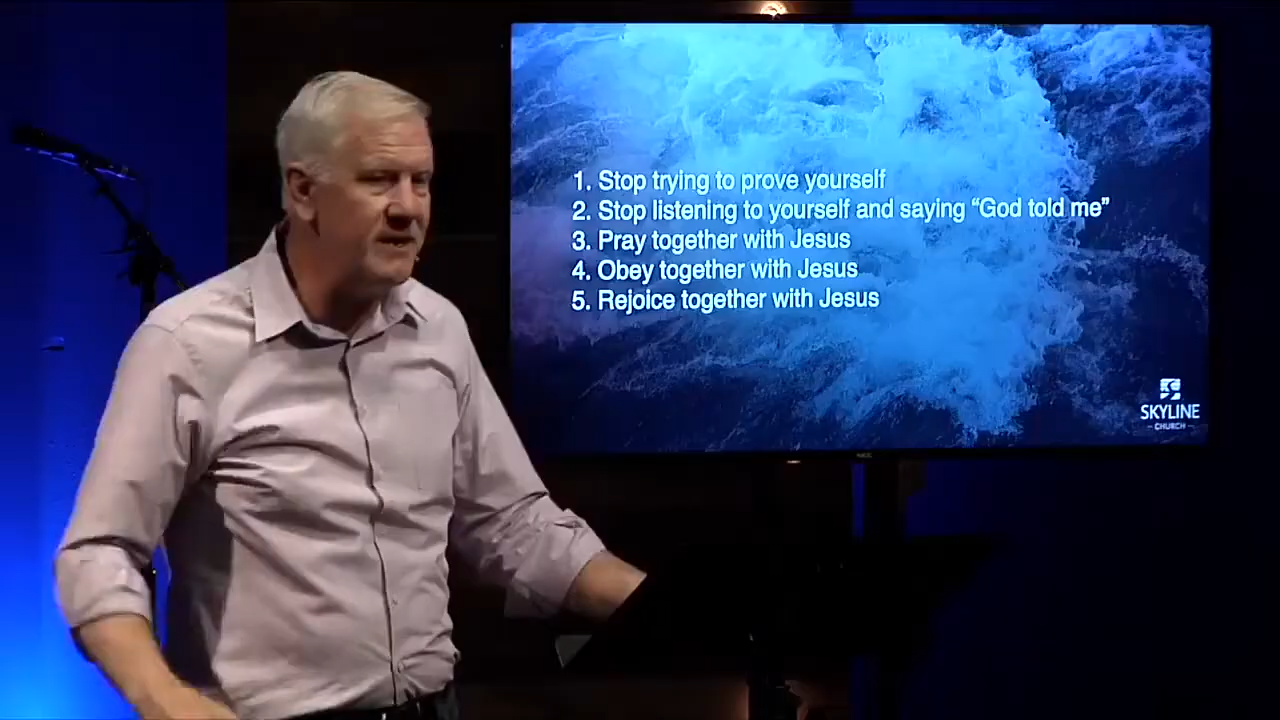 1. Stop trying to prove yourself
2. Stop listening to yourself and saying “God told me”
3. Pray together with Jesus
4. Obey together with Jesus
5. Rejoice together with Jesus
SKYLINE
– CHURCH –
NEC